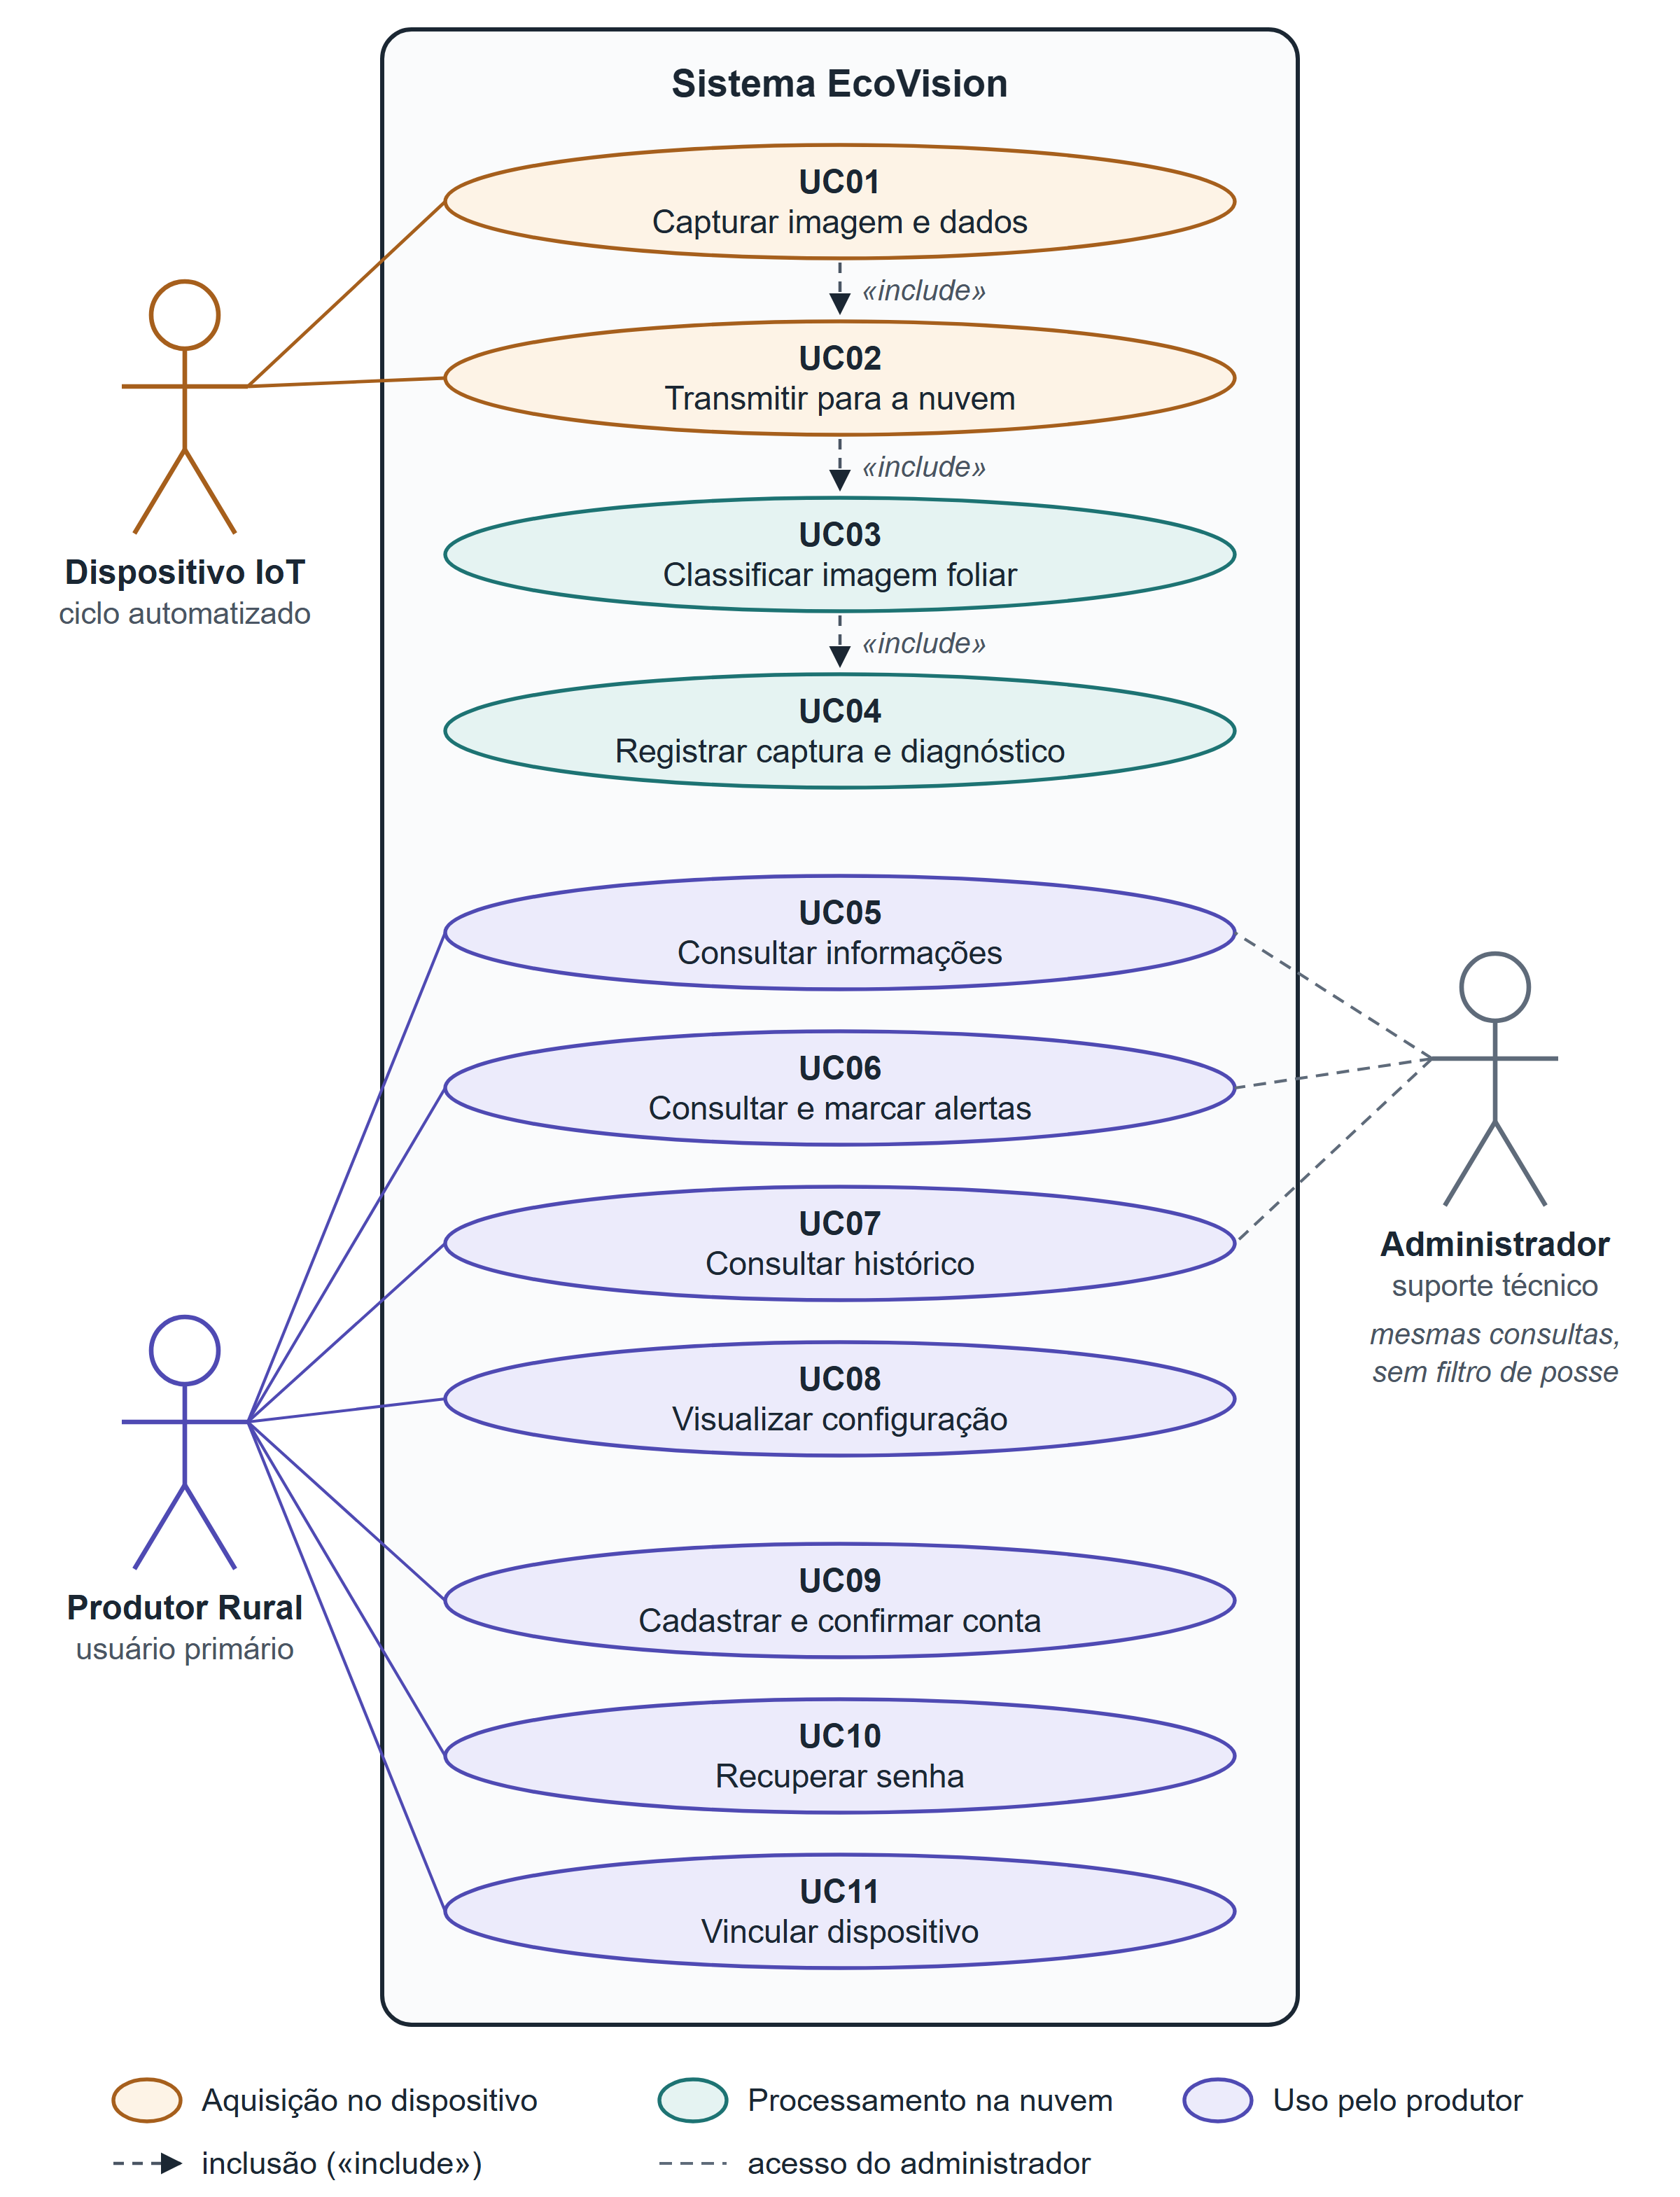 Sistema EcoVision
UC01
Capturar imagem e dados
«include»
UC02
Transmitir para a nuvem
«include»
UC03
Classificar imagem foliar
«include»
UC04
Registrar captura e diagnóstico
Dispositivo IoT
ciclo automatizado
UC05
Consultar informações
UC06
Consultar e marcar alertas
UC07
Consultar histórico
UC08
Visualizar configuração
Administrador
suporte técnico
mesmas consultas,
sem filtro de posse
Produtor Rural
usuário primário
UC09
Cadastrar e confirmar conta
UC10
Recuperar senha
UC11
Vincular dispositivo
Aquisição no dispositivo
Processamento na nuvem
Uso pelo produtor
inclusão («include»)
acesso do administrador